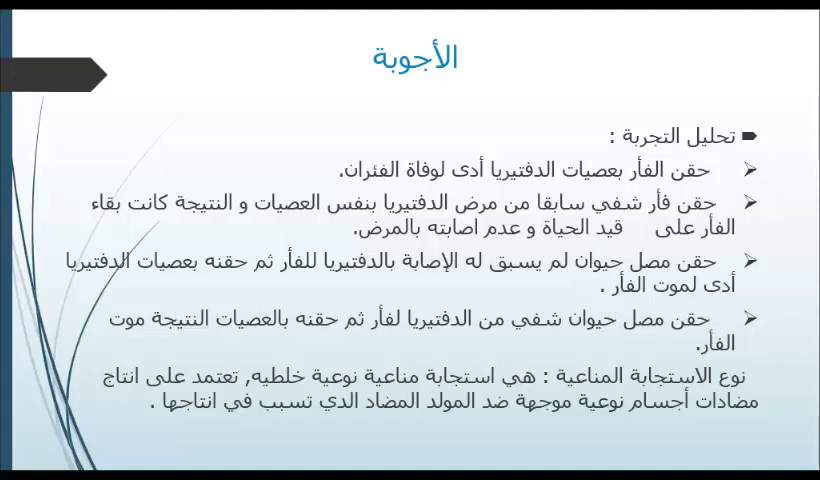 الأجوبة
تحليل التجربة :
حقن الفأر بعصيات الدفتيريا أدى لوفاة الفئران.
حقن فأر شفي سابقا من مرض الدفتيريا بنفس العصيات و النتيجة كانت بقاء
الفأر على قيد الحياة و عدم اصابته بالمرض.
حقن مصل حيوان لم يسبق له الإصابة بالدفتيريا للفأر ثم حقنه بعصيات الدفتيريا
أدى لموت الفأر .
حقن مصل حيوان شفي من الدفتيريا لفأر ثم حقنه بالعصيات النتيجة موت
الفأر.
نوع الاستجابة المناعية : هي استجابة مناعية نوعية خلطيه, تعتمد على انتاج
مضادات أجسام نوعية موجهة ضد المولد المضاد الدي تسبب في انتاجها .